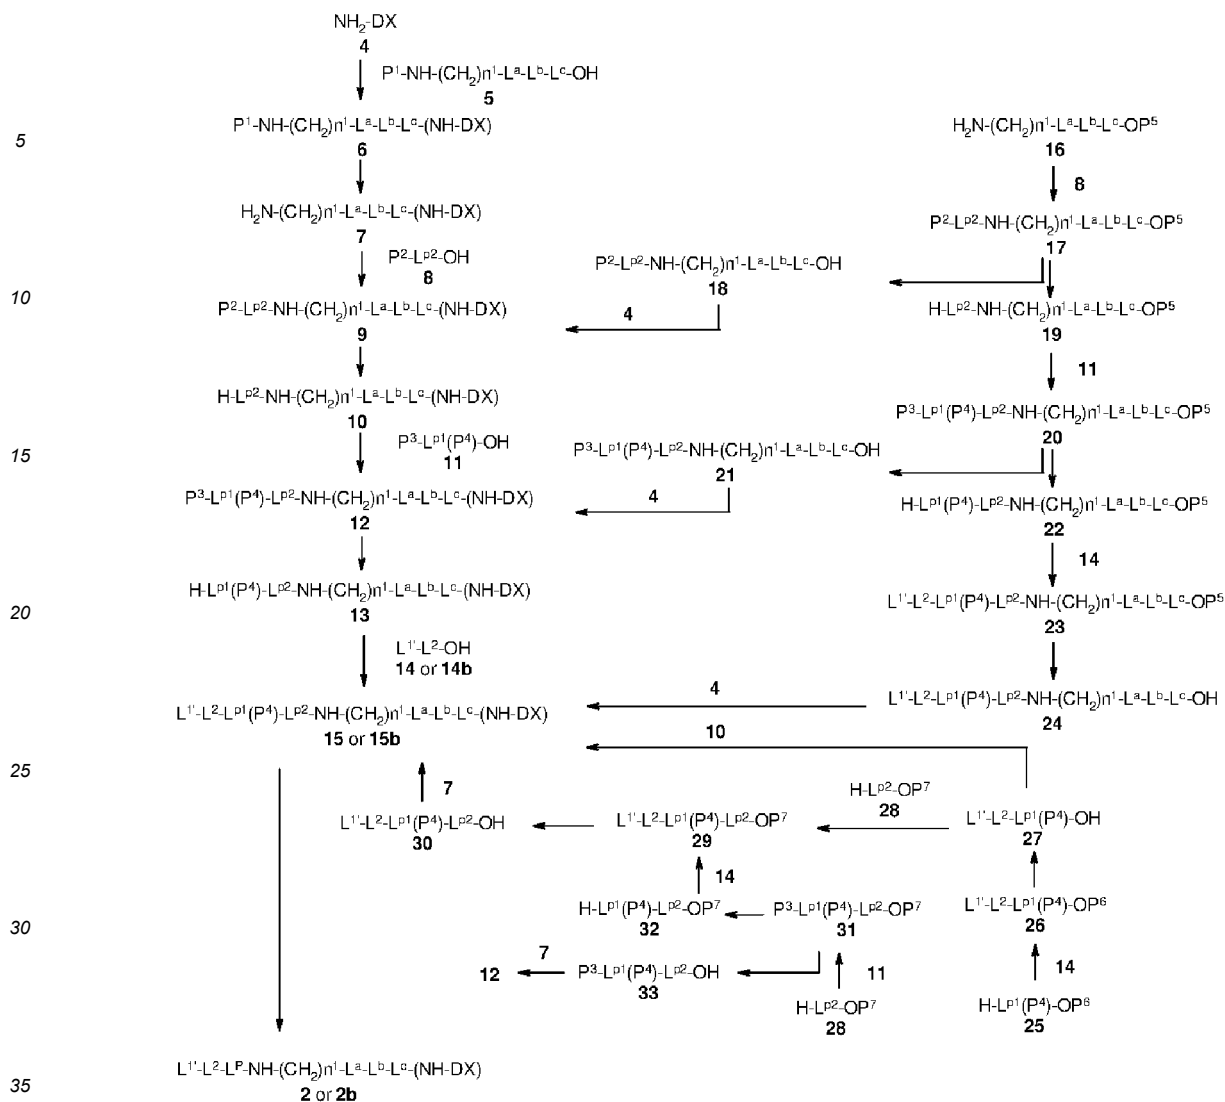 NH₂-DX
4
P¹-NH-(CH₂)n¹-Lᵃ-Lᵇ-Lᶜ-OH
5
5
P¹-NH-(CH₂)n¹-Lᵃ-Lᵇ-Lᶜ-(NH-DX)
6
H₂N-(CH₂)n¹-Lᵃ-Lᵇ-Lᶜ-OP⁵
16
8
H₂N-(CH₂)n¹-Lᵃ-Lᵇ-Lᶜ-(NH-DX)
7
P²-Lᵖ²-NH-(CH₂)n¹-Lᵃ-Lᵇ-Lᶜ-OP⁵
17
P²-Lᵖ²-OH
8
P²-Lᵖ²-NH-(CH₂)n¹-Lᵃ-Lᵇ-Lᶜ-OH
18
10
P²-Lᵖ²-NH-(CH₂)n¹-Lᵃ-Lᵇ-Lᶜ-(NH-DX)
9
4
H-Lᵖ²-NH-(CH₂)n¹-Lᵃ-Lᵇ-Lᶜ-OP⁵
19
11
H-Lᵖ²-NH-(CH₂)n¹-Lᵃ-Lᵇ-Lᶜ-(NH-DX)
10
P³-Lᵖ¹(P⁴)-Lᵖ²-NH-(CH₂)n¹-Lᵃ-Lᵇ-Lᶜ-OP⁵
20
15
P³-Lᵖ¹(P⁴)-OH
11
P³-Lᵖ¹(P⁴)-Lᵖ²-NH-(CH₂)n¹-Lᵃ-Lᵇ-Lᶜ-OH
21
P³-Lᵖ¹(P⁴)-Lᵖ²-NH-(CH₂)n¹-Lᵃ-Lᵇ-Lᶜ-(NH-DX)
12
4
H-Lᵖ¹(P⁴)-Lᵖ²-NH-(CH₂)n¹-Lᵃ-Lᵇ-Lᶜ-OP⁵
22
14
H-Lᵖ¹(P⁴)-Lᵖ²-NH-(CH₂)n¹-Lᵃ-Lᵇ-Lᶜ-(NH-DX)
13
20
L¹'-L²-Lᵖ¹(P⁴)-Lᵖ²-NH-(CH₂)n¹-Lᵃ-Lᵇ-Lᶜ-OP⁵
23
L¹'-L²-OH
14 or 14b
4
L¹'-L²-Lᵖ¹(P⁴)-Lᵖ²-NH-(CH₂)n¹-Lᵃ-Lᵇ-Lᶜ-OH
24
L¹'-L²-Lᵖ¹(P⁴)-Lᵖ²-NH-(CH₂)n¹-Lᵃ-Lᵇ-Lᶜ-(NH-DX)
15 or 15b
10
25
7
H-Lᵖ²-OP⁷
28
L¹'-L²-Lᵖ¹(P⁴)-Lᵖ²-OH
30
L¹'-L²-Lᵖ¹(P⁴)-Lᵖ²-OP⁷
29
L¹'-L²-Lᵖ¹(P⁴)-OH
27
14
30
H-Lᵖ¹(P⁴)-Lᵖ²-OP⁷
32
P³-Lᵖ¹(P⁴)-Lᵖ²-OP⁷
31
L¹'-L²-Lᵖ¹(P⁴)-OP⁶
26
12
7
P³-Lᵖ¹(P⁴)-Lᵖ²-OH
33
11
14
H-Lᵖ²-OP⁷
28
H-Lᵖ¹(P⁴)-OP⁶
25
L¹'-L²-Lᴾ-NH-(CH₂)n¹-Lᵃ-Lᵇ-Lᶜ-(NH-DX)
2 or 2b
35